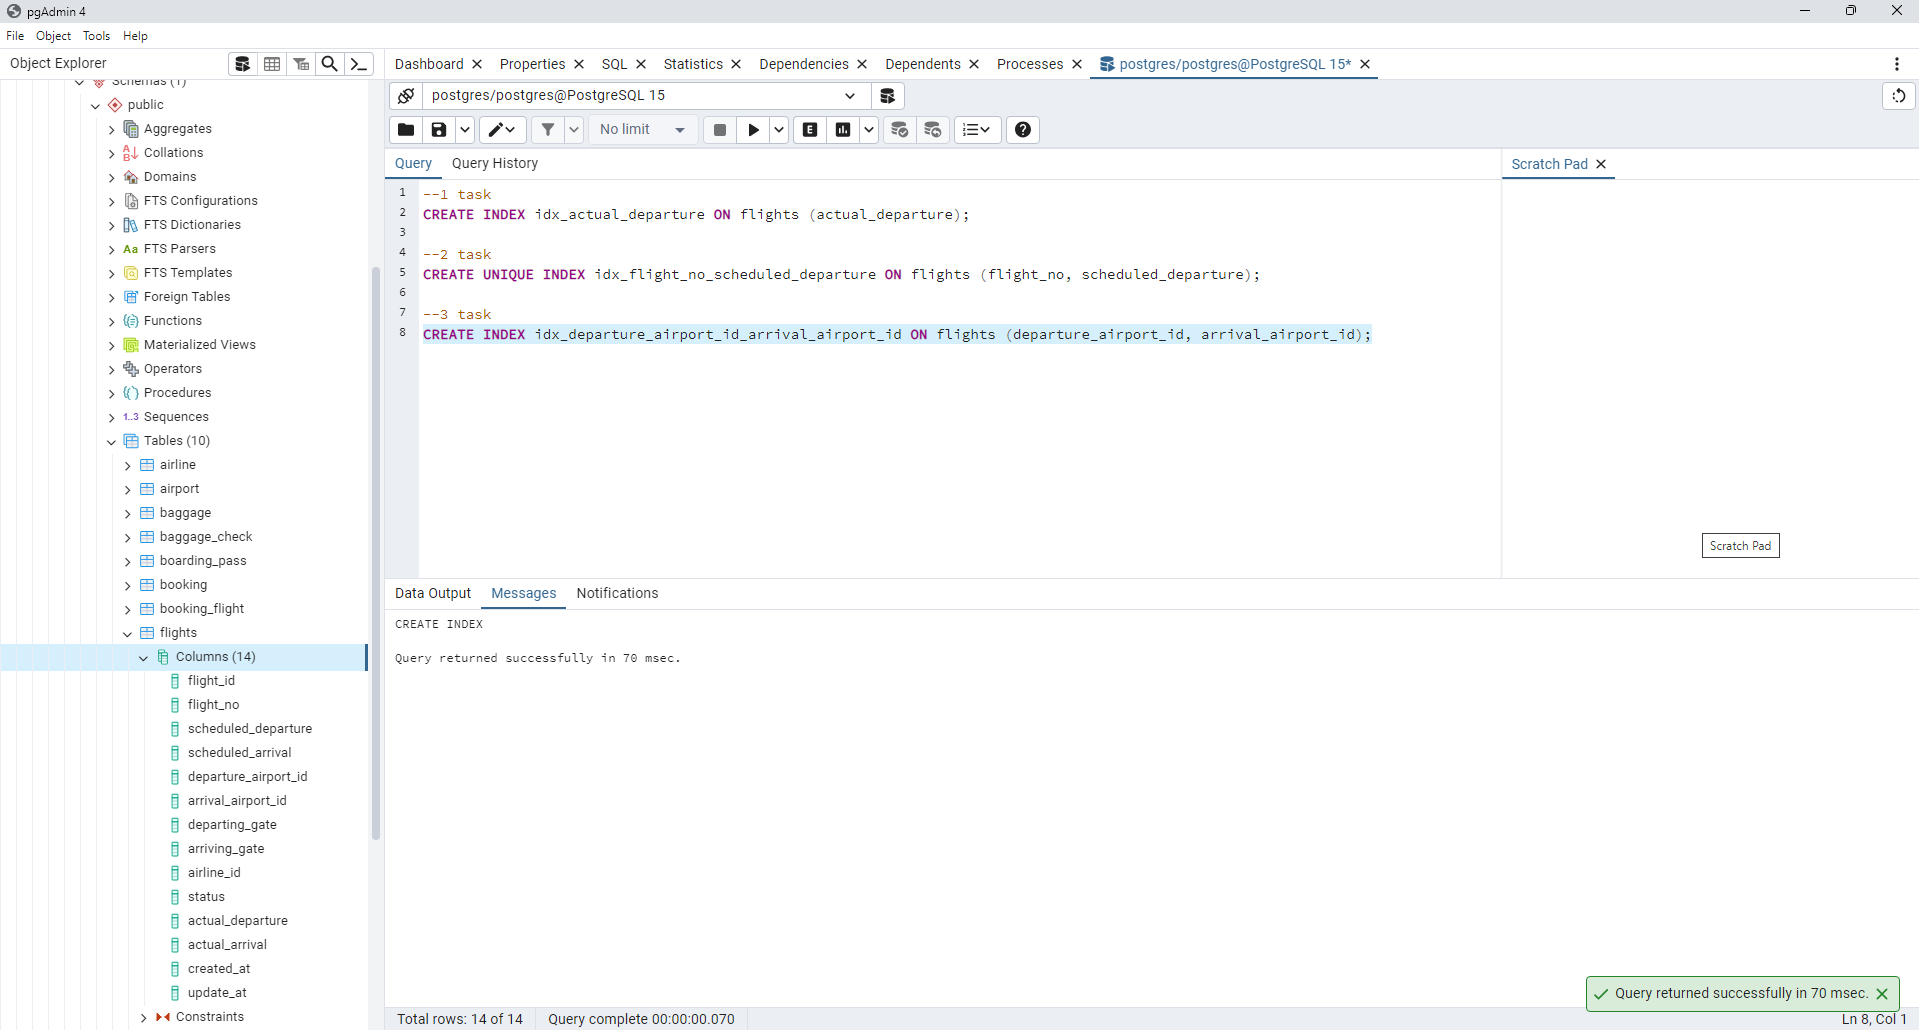 pgAdmin 4
File Object Tools Help
Object Explorer
Dashboard Properties SQL Statistics Dependencies Dependents Processes postgres/postgres@PostgreSQL 15*
Schemas (1)
public
Aggregates
Collations
Domains
FTS Configurations
FTS Dictionaries
Aa FTS Parsers
FTS Templates
Foreign Tables
Functions
Materialized Views
Operators
Procedures
1..3 Sequences
Tables (10)
airline
airport
baggage
baggage_check
boarding_pass
booking
booking_flight
flights
Columns (14)
flight_id
flight_no
scheduled_departure
scheduled_arrival
departure_airport_id
arrival_airport_id
departing_gate
arriving_gate
airline_id
status
actual_departure
actual_arrival
created_at
update_at
Constraints
postgres/postgres@PostgreSQL 15
No limit E
Query Query History
1 --1 task
2 CREATE INDEX idx_actual_departure ON flights (actual_departure);
3
4 --2 task
5 CREATE UNIQUE INDEX idx_flight_no_scheduled_departure ON flights (flight_no, scheduled_departure);
6
7 --3 task
8 CREATE INDEX idx_departure_airport_id_arrival_airport_id ON flights (departure_airport_id, arrival_airport_id);
Scratch Pad
Scratch Pad
Data Output Messages Notifications
CREATE INDEX
Query returned successfully in 70 msec.
Query returned successfully in 70 msec.
Total rows: 14 of 14 Query complete 00:00:00.070 Ln 8, Col 1